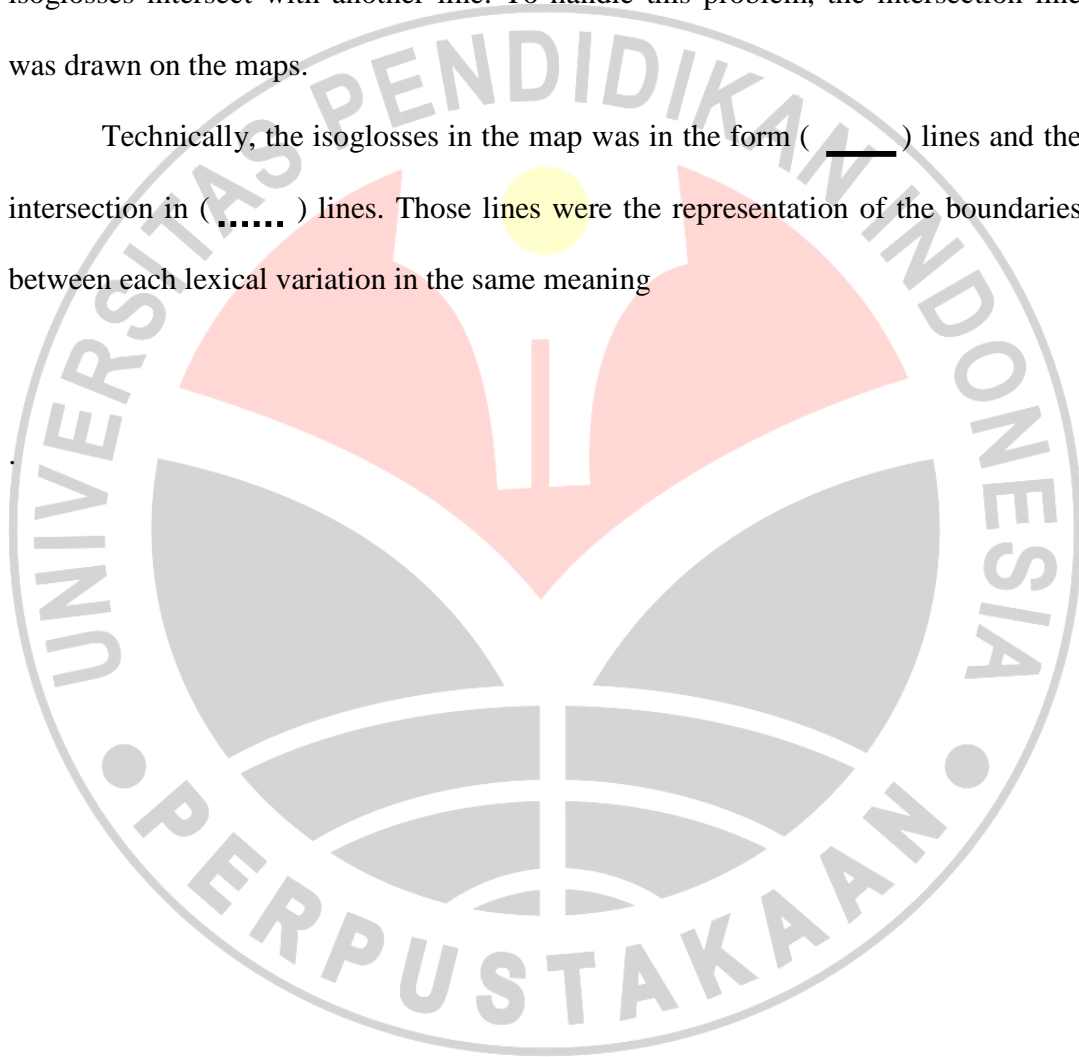 isoglosses intersect with another line. To handle this problem, the intersection line
was drawn on the maps.
Technically, the isoglosses in the map was in the form ( ____ ) lines and the
intersection in ( ...... ) lines. Those lines were the representation of the boundaries
between each lexical variation in the same meaning
.
UNIVERSITAS PENDIDIKAN INDONESIA
PERPUSTAKAAN